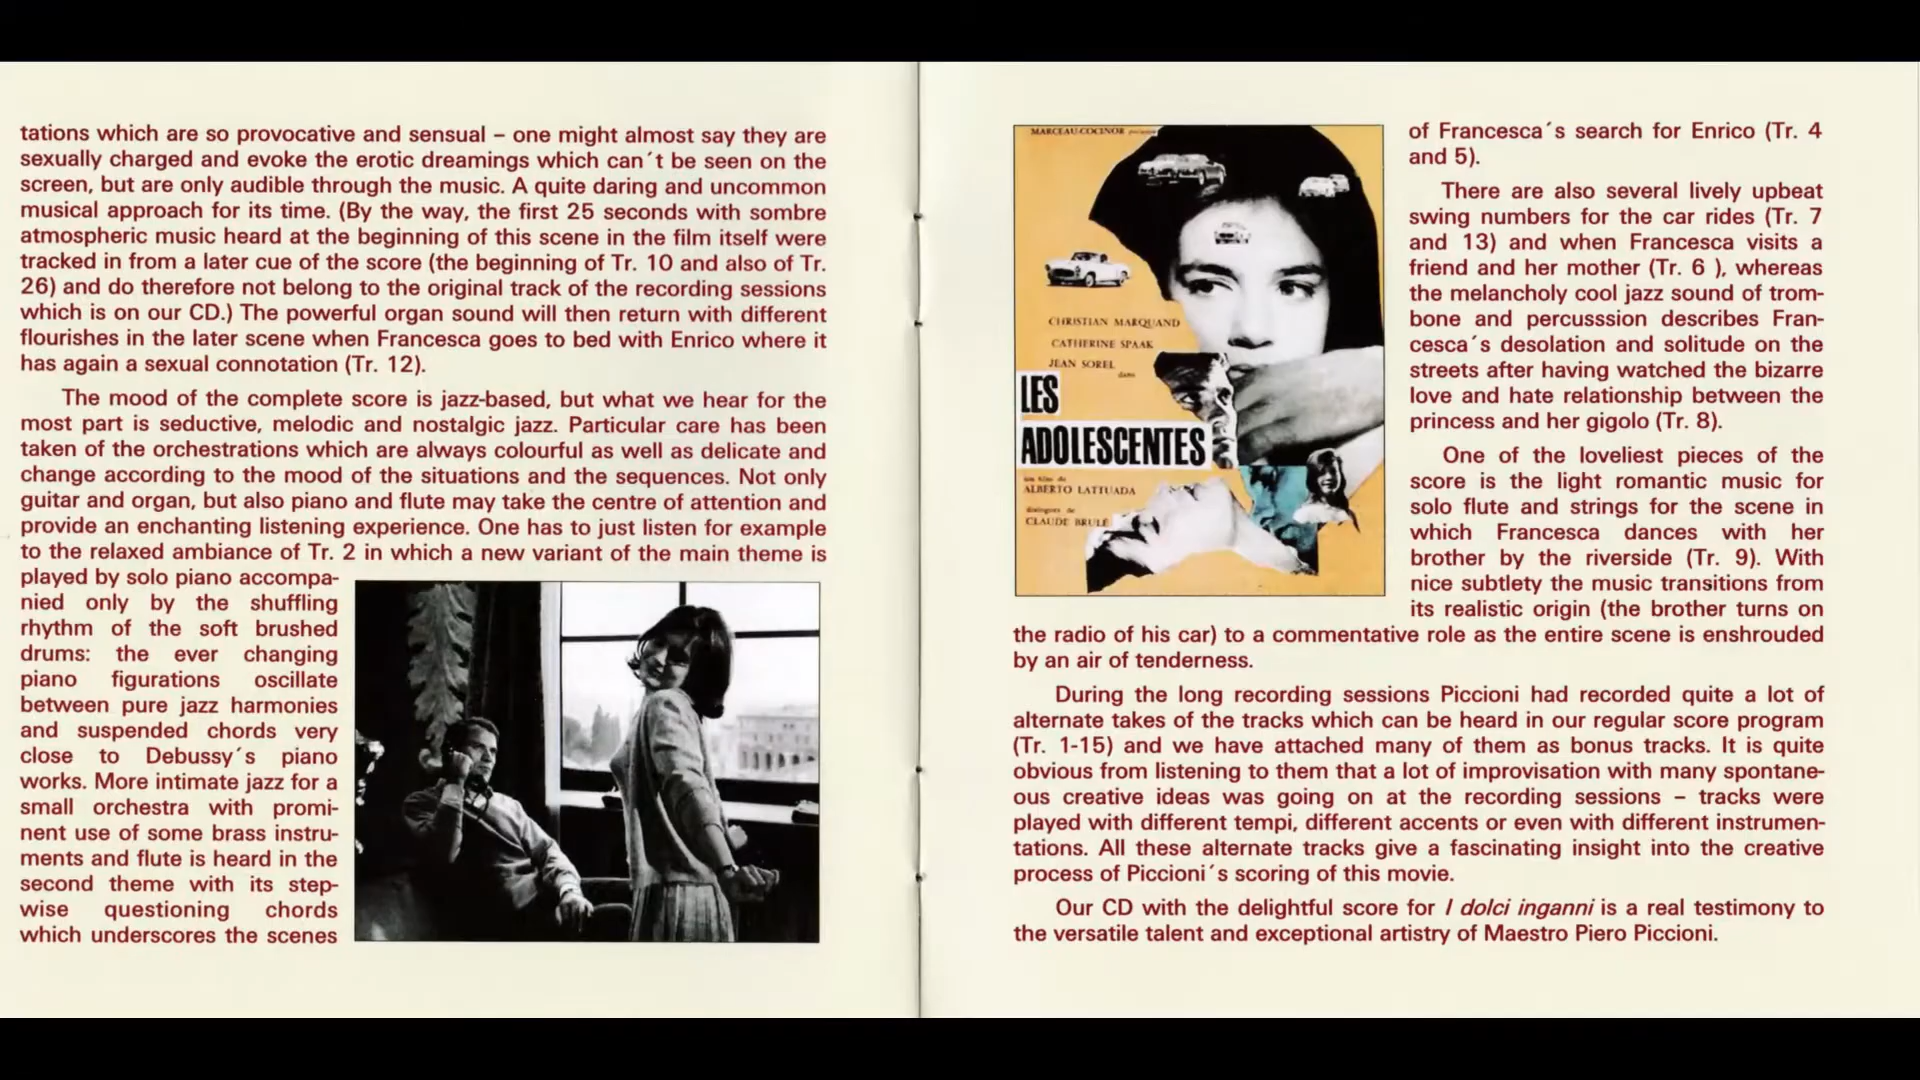 tations which are so provocative and sensual – one might almost say they are
sexually charged and evoke the erotic dreamings which can´t be seen on the
screen, but are only audible through the music. A quite daring and uncommon
musical approach for its time. (By the way, the first 25 seconds with sombre
atmospheric music heard at the beginning of this scene in the film itself were
tracked in from a later cue of the score (the beginning of Tr. 10 and also of Tr.
26) and do therefore not belong to the original track of the recording sessions
which is on our CD.) The powerful organ sound will then return with different
flourishes in the later scene when Francesca goes to bed with Enrico where it
has again a sexual connotation (Tr. 12).
The mood of the complete score is jazz-based, but what we hear for the
most part is seductive, melodic and nostalgic jazz. Particular care has been
taken of the orchestrations which are always colourful as well as delicate and
change according to the mood of the situations and the sequences. Not only
guitar and organ, but also piano and flute may take the centre of attention and
provide an enchanting listening experience. One has to just listen for example
to the relaxed ambiance of Tr. 2 in which a new variant of the main theme is
played by solo piano accompa-
nied only by the shuffling
rhythm of the soft brushed
drums: the ever changing
piano figurations oscillate
between pure jazz harmonies
and suspended chords very
close to Debussy´s piano
works. More intimate jazz for a
small orchestra with promi-
nent use of some brass instru-
ments and flute is heard in the
second theme with its step-
wise questioning chords
which underscores the scenes
MARCEAU-COCINOR
CHRISTIAN MARQUAND
CATHERINE SPAAK
JEAN SOREL
dans
LES
ADOLESCENTES
un film de
ALBERTO LATTUADA
dialogues de
CLAUDE BRULÉ
of Francesca´s search for Enrico (Tr. 4
and 5).
There are also several lively upbeat
swing numbers for the car rides (Tr. 7
and 13) and when Francesca visits a
friend and her mother (Tr. 6 ), whereas
the melancholy cool jazz sound of trom-
bone and percusssion describes Fran-
cesca´s desolation and solitude on the
streets after having watched the bizarre
love and hate relationship between the
princess and her gigolo (Tr. 8).
One of the loveliest pieces of the
score is the light romantic music for
solo flute and strings for the scene in
which Francesca dances with her
brother by the riverside (Tr. 9). With
nice subtlety the music transitions from
its realistic origin (the brother turns on
the radio of his car) to a commentative role as the entire scene is enshrouded
by an air of tenderness.
During the long recording sessions Piccioni had recorded quite a lot of
alternate takes of the tracks which can be heard in our regular score program
(Tr. 1-15) and we have attached many of them as bonus tracks. It is quite
obvious from listening to them that a lot of improvisation with many spontane-
ous creative ideas was going on at the recording sessions – tracks were
played with different tempi, different accents or even with different instrumen-
tations. All these alternate tracks give a fascinating insight into the creative
process of Piccioni´s scoring of this movie.
Our CD with the delightful score for I dolci inganni is a real testimony to
the versatile talent and exceptional artistry of Maestro Piero Piccioni.